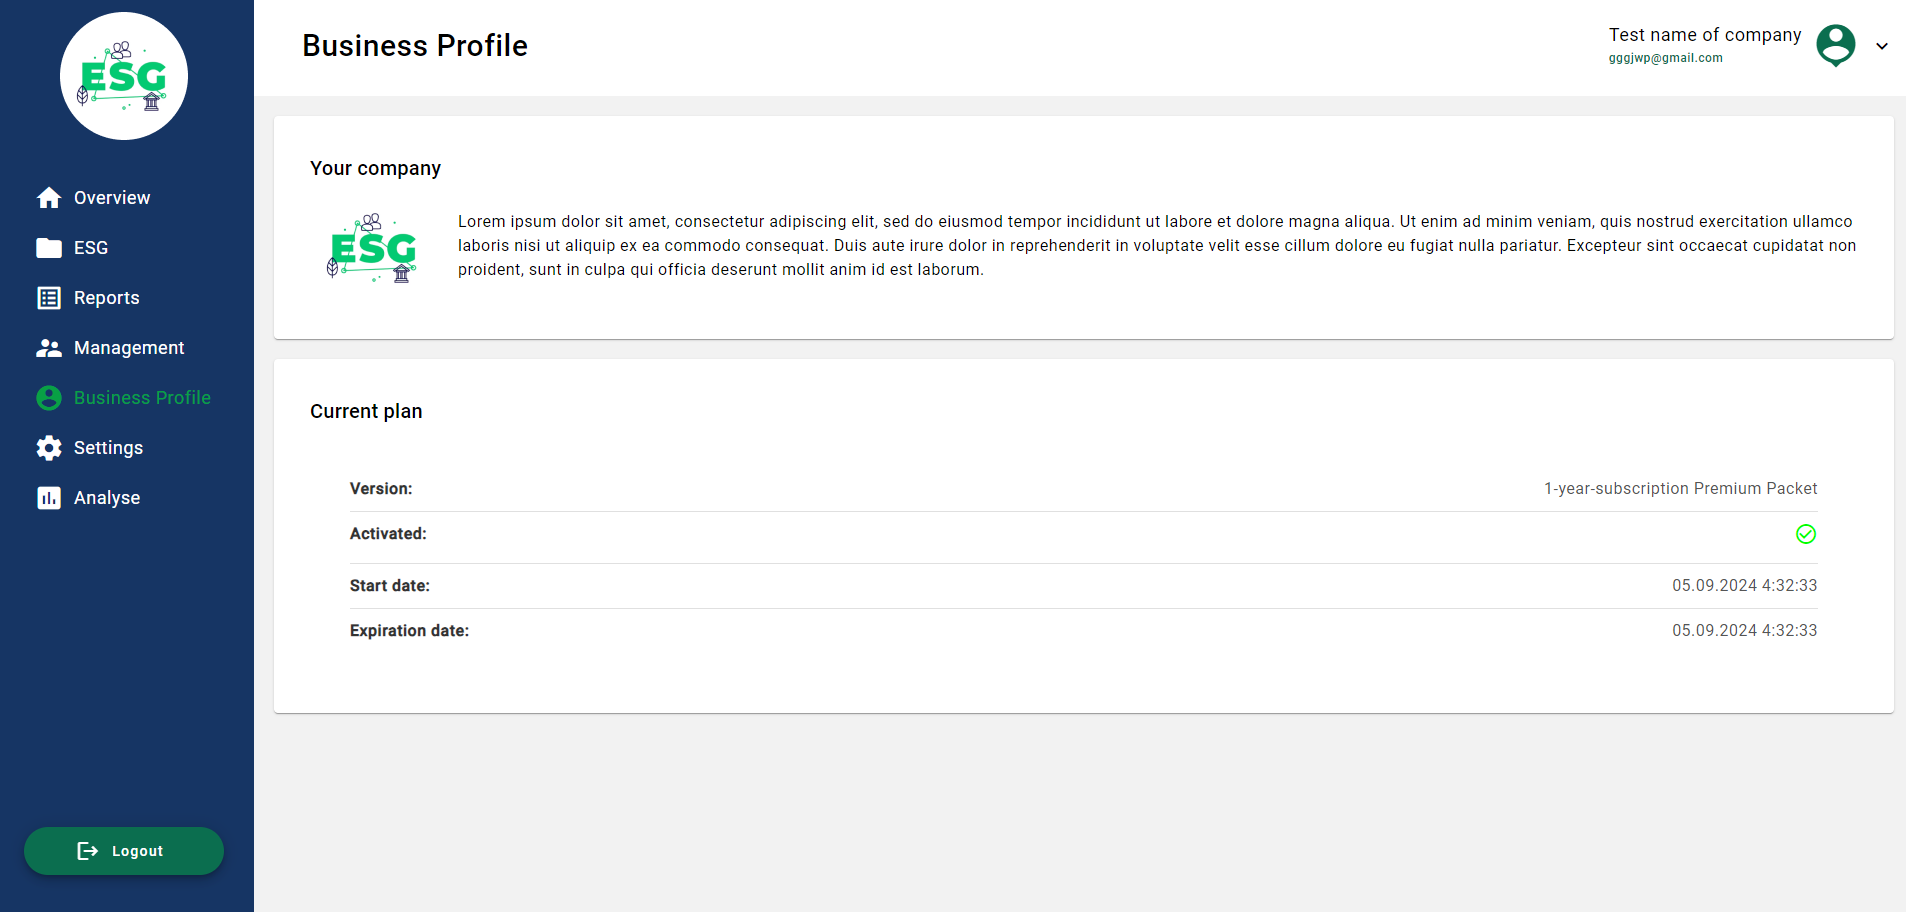 ESG
Overview
ESG
Reports
Management
Business Profile
Settings
Analyse
Logout
Business Profile
Test name of company
gggjwp@gmail.com
Your company
ESG
Lorem ipsum dolor sit amet, consectetur adipiscing elit, sed do eiusmod tempor incididunt ut labore et dolore magna aliqua. Ut enim ad minim veniam, quis nostrud exercitation ullamco
laboris nisi ut aliquip ex ea commodo consequat. Duis aute irure dolor in reprehenderit in voluptate velit esse cillum dolore eu fugiat nulla pariatur. Excepteur sint occaecat cupidatat non
proident, sunt in culpa qui officia deserunt mollit anim id est laborum.
Current plan
Version: 1-year-subscription Premium Packet
Activated:
Start date: 05.09.2024 4:32:33
Expiration date: 05.09.2024 4:32:33